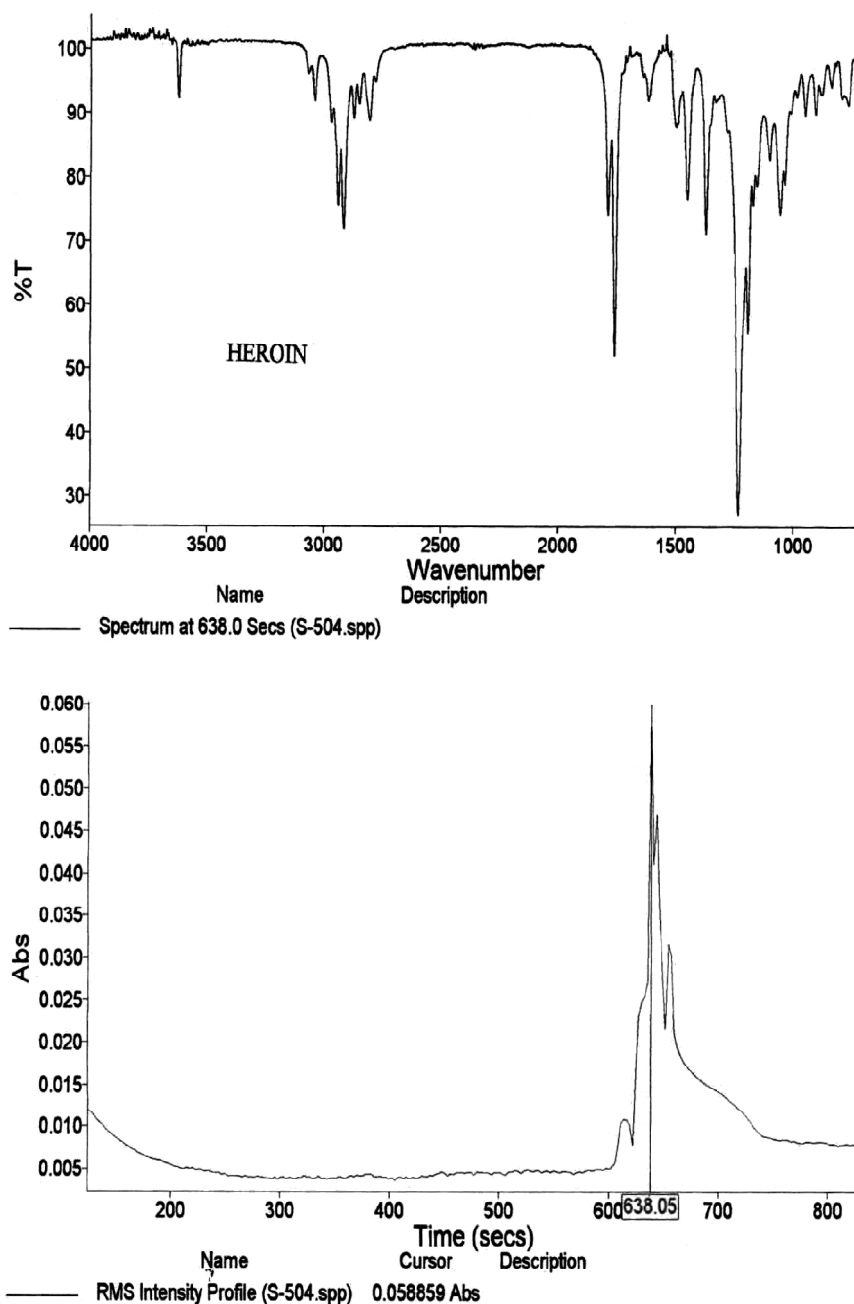 100
90
80
70
60
50
40
30
%T
HEROIN
4000 3500 3000 2500 2000 1500 1000
Wavenumber
Name Description
Spectrum at 638.0 Secs (S-504.spp)
0.060
0.055
0.050
0.045
0.040
0.035
0.030
0.025
0.020
0.015
0.010
0.005
Abs
200 300 400 500 600 638.05 700 800
Time (secs)
Name Cursor Description
RMS Intensity Profile (S-504.spp) 0.058859 Abs